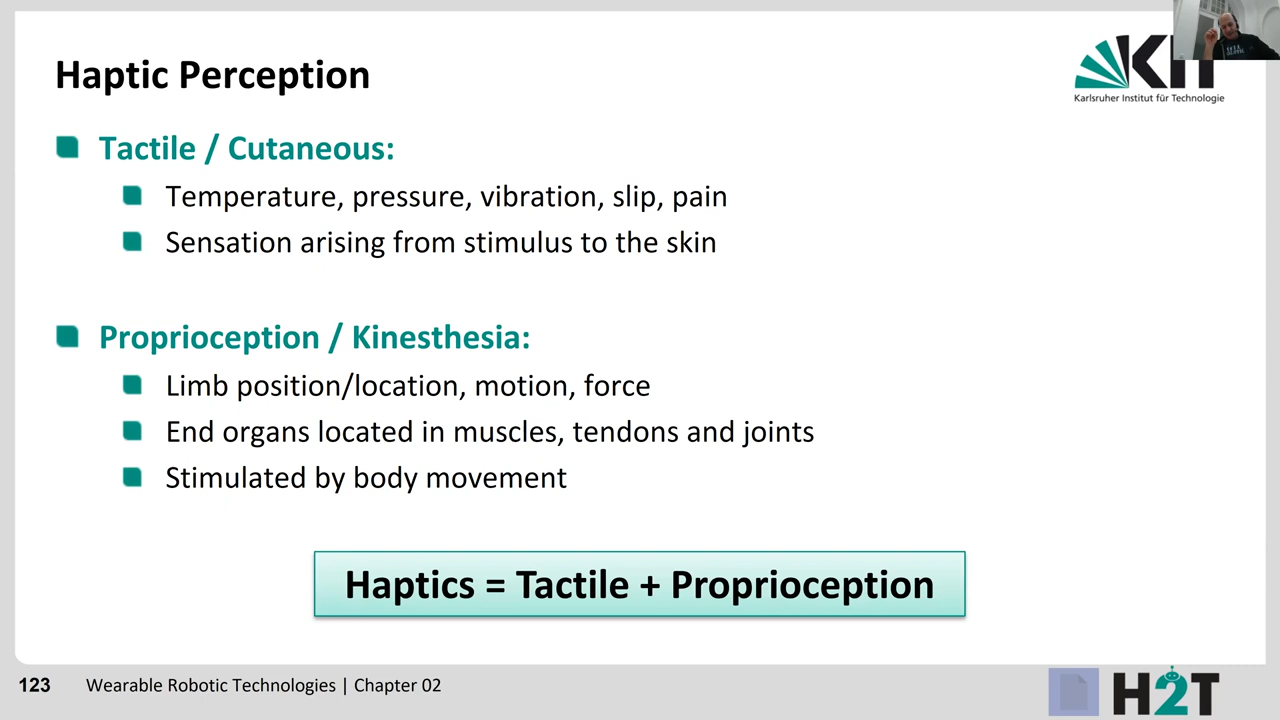 Haptic Perception
KIT
Karlsruher Institut für Technologie
Tactile / Cutaneous:
Temperature, pressure, vibration, slip, pain
Sensation arising from stimulus to the skin
Proprioception / Kinesthesia:
Limb position/location, motion, force
End organs located in muscles, tendons and joints
Stimulated by body movement
Haptics = Tactile + Proprioception
123 Wearable Robotic Technologies | Chapter 02
H2T